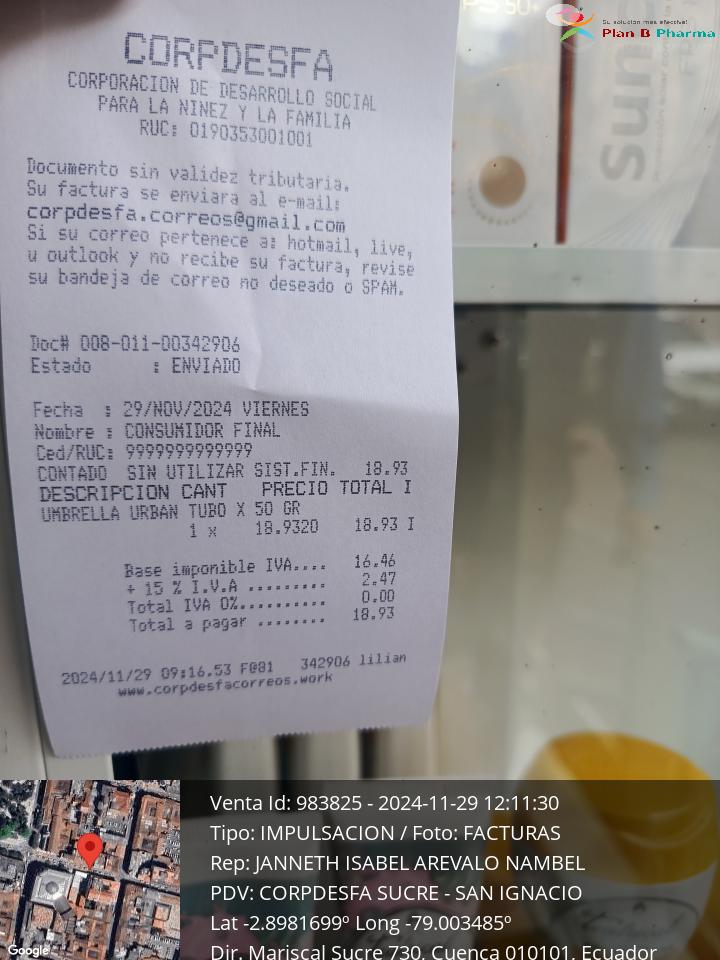 CORPDESFA
CORPORACION DE DESARROLLO SOCIAL
PARA LA NINEZ Y LA FAMILIA
RUC: 0190353001001
Documento sin validez tributaria.
Su factura se enviara al e-mail:
corpdesfa.correos@gmail.com
Si su correo pertenece a: hotmail, live,
u outlook y no recibe su factura, revise
su bandeja de correo no deseado o SPAM.
Doc# 008-011-00342906
Estado : ENVIADO
Fecha : 29/NOV/2024 VIERNES
Nombre : CONSUMIDOR FINAL
Ced/RUC: 9999999999999
CONTADO SIN UTILIZAR SIST.FIN. 18.93
DESCRIPCION CANT PRECIO TOTAL I
UMBRELLA URBAN TUBO X 50 GR
1 x 18.9320 18.93 I
Base imponible IVA.... 16.46
+ 15 % I.V.A ......... 2.47
Total IVA 0%.......... 0.00
Total a pagar ........ 18.93
2024/11/29 09:16.53 F@81 342906 lilian
www.corpdesfacorreos.work
Su solucion mas efectiva!
Plan B Pharma
50+
Sun
Venta Id: 983825 - 2024-11-29 12:11:30
Tipo: IMPULSACION / Foto: FACTURAS
Rep: JANNETH ISABEL AREVALO NAMBEL
PDV: CORPDESFA SUCRE - SAN IGNACIO
Lat -2.8981699º Long -79.003485º
Dir. Mariscal Sucre 730, Cuenca 010101, Ecuador
Google